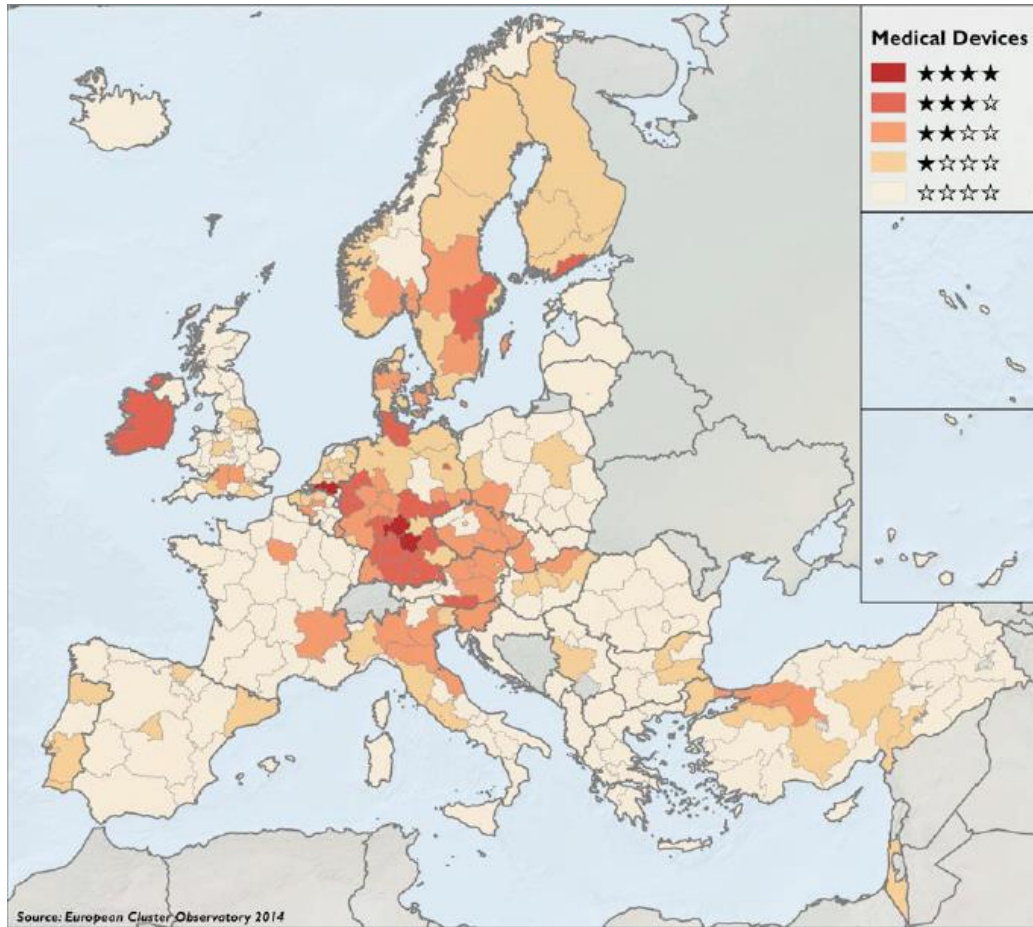 Medical Devices
★★★★
★★★☆
★★☆☆
★☆☆☆
☆☆☆☆
Source: European Cluster Observatory 2014